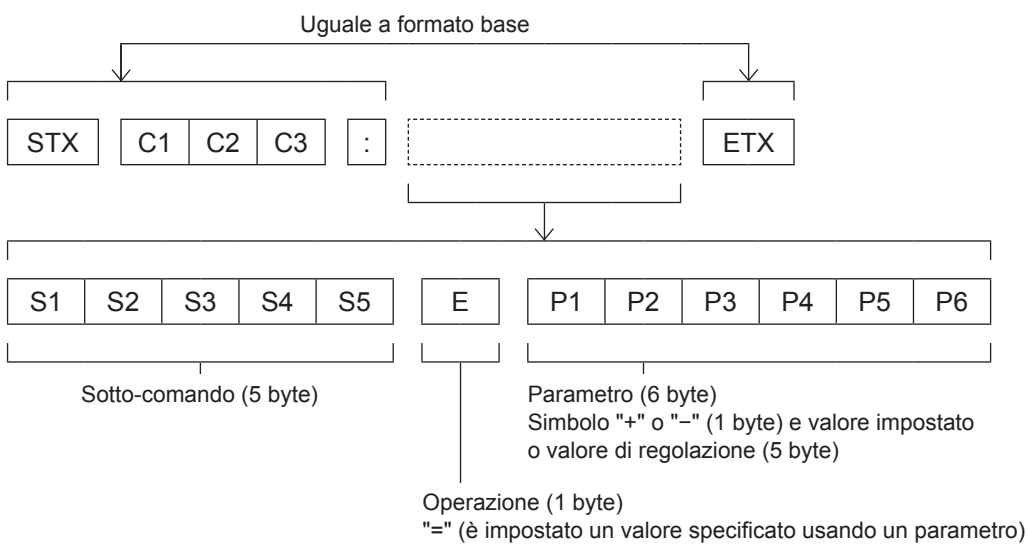 Uguale a formato base
STX C1 C2 C3 : ETX
S1 S2 S3 S4 S5 E P1 P2 P3 P4 P5 P6
Sotto-comando (5 byte)
Parametro (6 byte)
Simbolo "+" o "−" (1 byte) e valore impostato
o valore di regolazione (5 byte)
Operazione (1 byte)
"=" (è impostato un valore specificato usando un parametro)